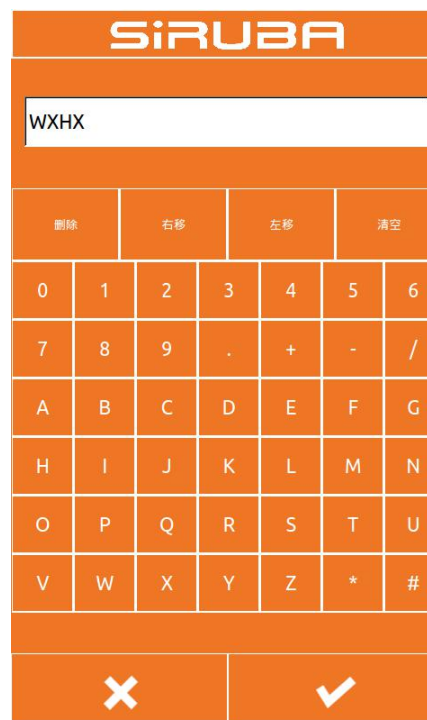 SiRUBA
WXHX
删除 右移 左移 清空
0 1 2 3 4 5 6
7 8 9 . + - /
A B C D E F G
H I J K L M N
O P Q R S T U
V W X Y Z * #